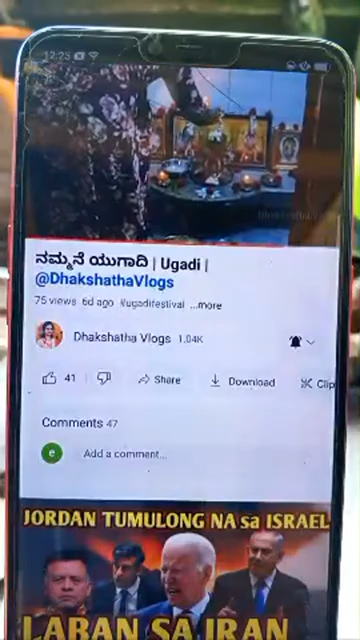 12:25
DhakshathaVlogs
ನಮ್ಮನೆ ಯುಗಾದಿ | Ugadi |
@DhakshathaVlogs
75 views 6d ago #ugadifestival ...more
Dhakshatha Vlogs 1.04K
41 Share Download Clip
Comments 47
e Add a comment...
JORDAN TUMULONG NA sa ISRAEL
LABAN SA IRAN